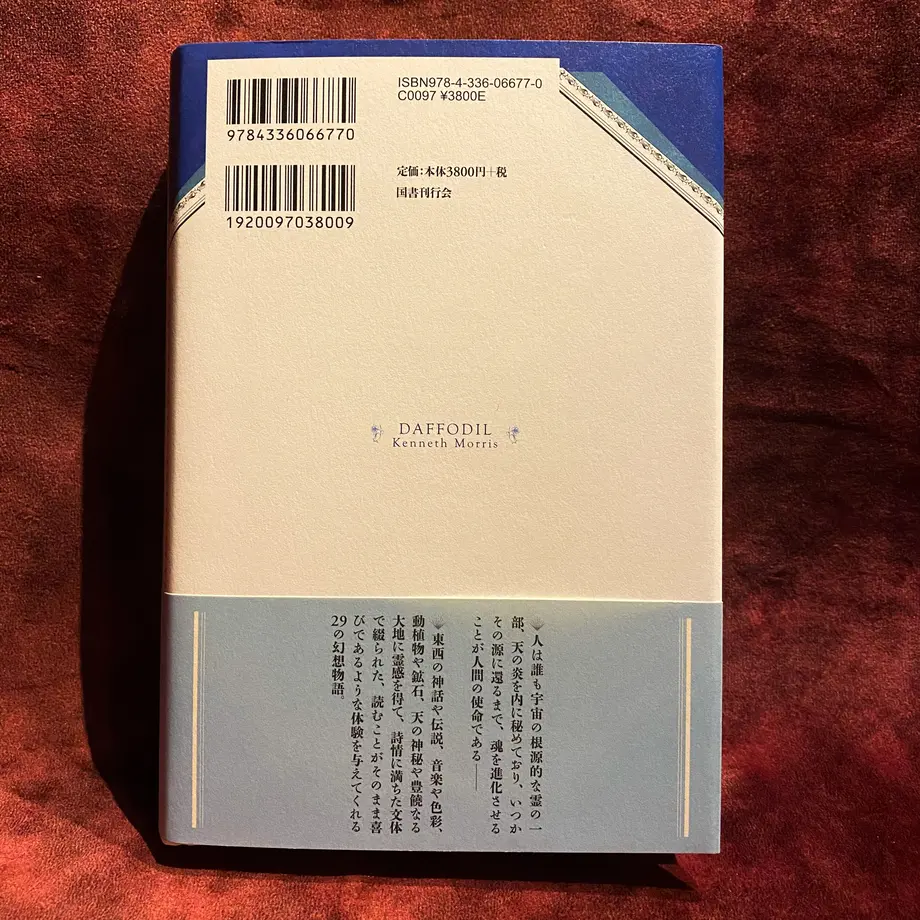 ISBN978-4-336-06677-0
C0097 ¥3800E
9784336066770
定価：本体3800円＋税
国書刊行会
1920097038009
DAFFODIL
Kenneth Morris
人は誰も宇宙の根源的な霊の一
部、天の炎を内に秘めており、いつか
その源に還るまで、魂を進化させる
ことが人間の使命である――
東西の神話や伝説、音楽や色彩、
動植物や鉱石、天の神秘や豊饒なる
大地に霊感を得て、詩情に満ちた文体
で綴られた、読むことがそのまま喜
びであるような体験を与えてくれる
29の幻想物語。